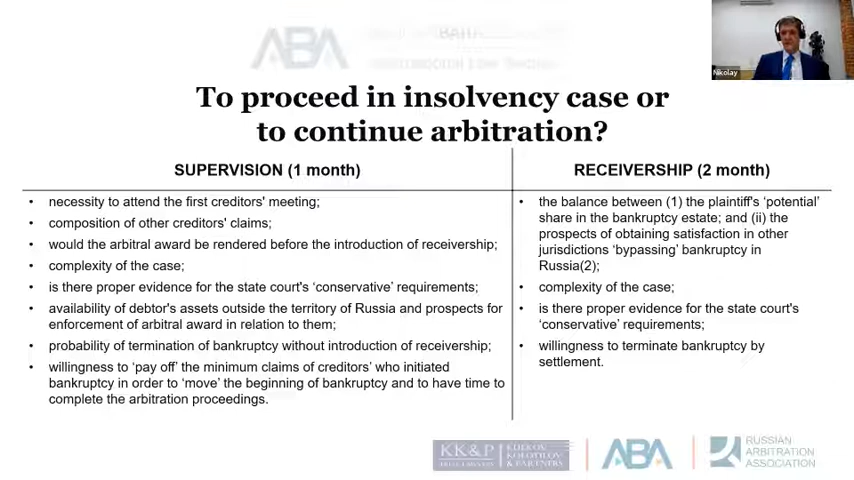 ABA
Nikolay
To proceed in insolvency case or
to continue arbitration?
SUPERVISION (1 month)
• necessity to attend the first creditors' meeting;
• composition of other creditors' claims;
• would the arbitral award be rendered before the introduction of receivership;
• complexity of the case;
• is there proper evidence for the state court's 'conservative' requirements;
• availability of debtor's assets outside the territory of Russia and prospects for
enforcement of arbitral award in relation to them;
• probability of termination of bankruptcy without introduction of receivership;
• willingness to 'pay off' the minimum claims of creditors' who initiated
bankruptcy in order to 'move' the beginning of bankruptcy and to have time to
complete the arbitration proceedings.
RECEIVERSHIP (2 month)
• the balance between (1) the plaintiff's 'potential'
share in the bankruptcy estate; and (ii) the
prospects of obtaining satisfaction in other
jurisdictions 'bypassing' bankruptcy in
Russia(2);
• complexity of the case;
• is there proper evidence for the state court's
'conservative' requirements;
• willingness to terminate bankruptcy by
settlement.
KK&P
& PARTNERS
ABA
RUSSIAN
ARBITRATION
ASSOCIATION